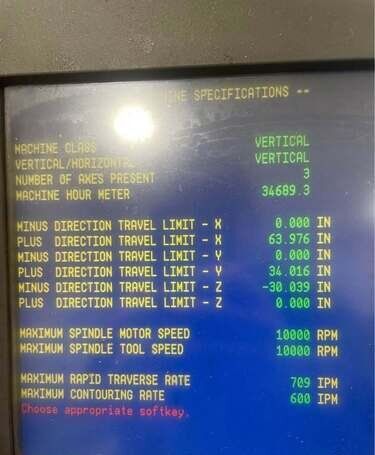 INE SPECIFICATIONS --
MACHINE CLASS VERTICAL
VERTICAL/HORIZONTAL VERTICAL
NUMBER OF AXES PRESENT 3
MACHINE HOUR METER 34689.3
MINUS DIRECTION TRAVEL LIMIT - X 0.000 IN
PLUS DIRECTION TRAVEL LIMIT - X 63.976 IN
MINUS DIRECTION TRAVEL LIMIT - Y 0.000 IN
PLUS DIRECTION TRAVEL LIMIT - Y 34.016 IN
MINUS DIRECTION TRAVEL LIMIT - Z -30.039 IN
PLUS DIRECTION TRAVEL LIMIT - Z 0.000 IN
MAXIMUM SPINDLE MOTOR SPEED 10000 RPM
MAXIMUM SPINDLE TOOL SPEED 10000 RPM
MAXIMUM RAPID TRAVERSE RATE 709 IPM
MAXIMUM CONTOURING RATE 600 IPM
Choose appropriate softkey.